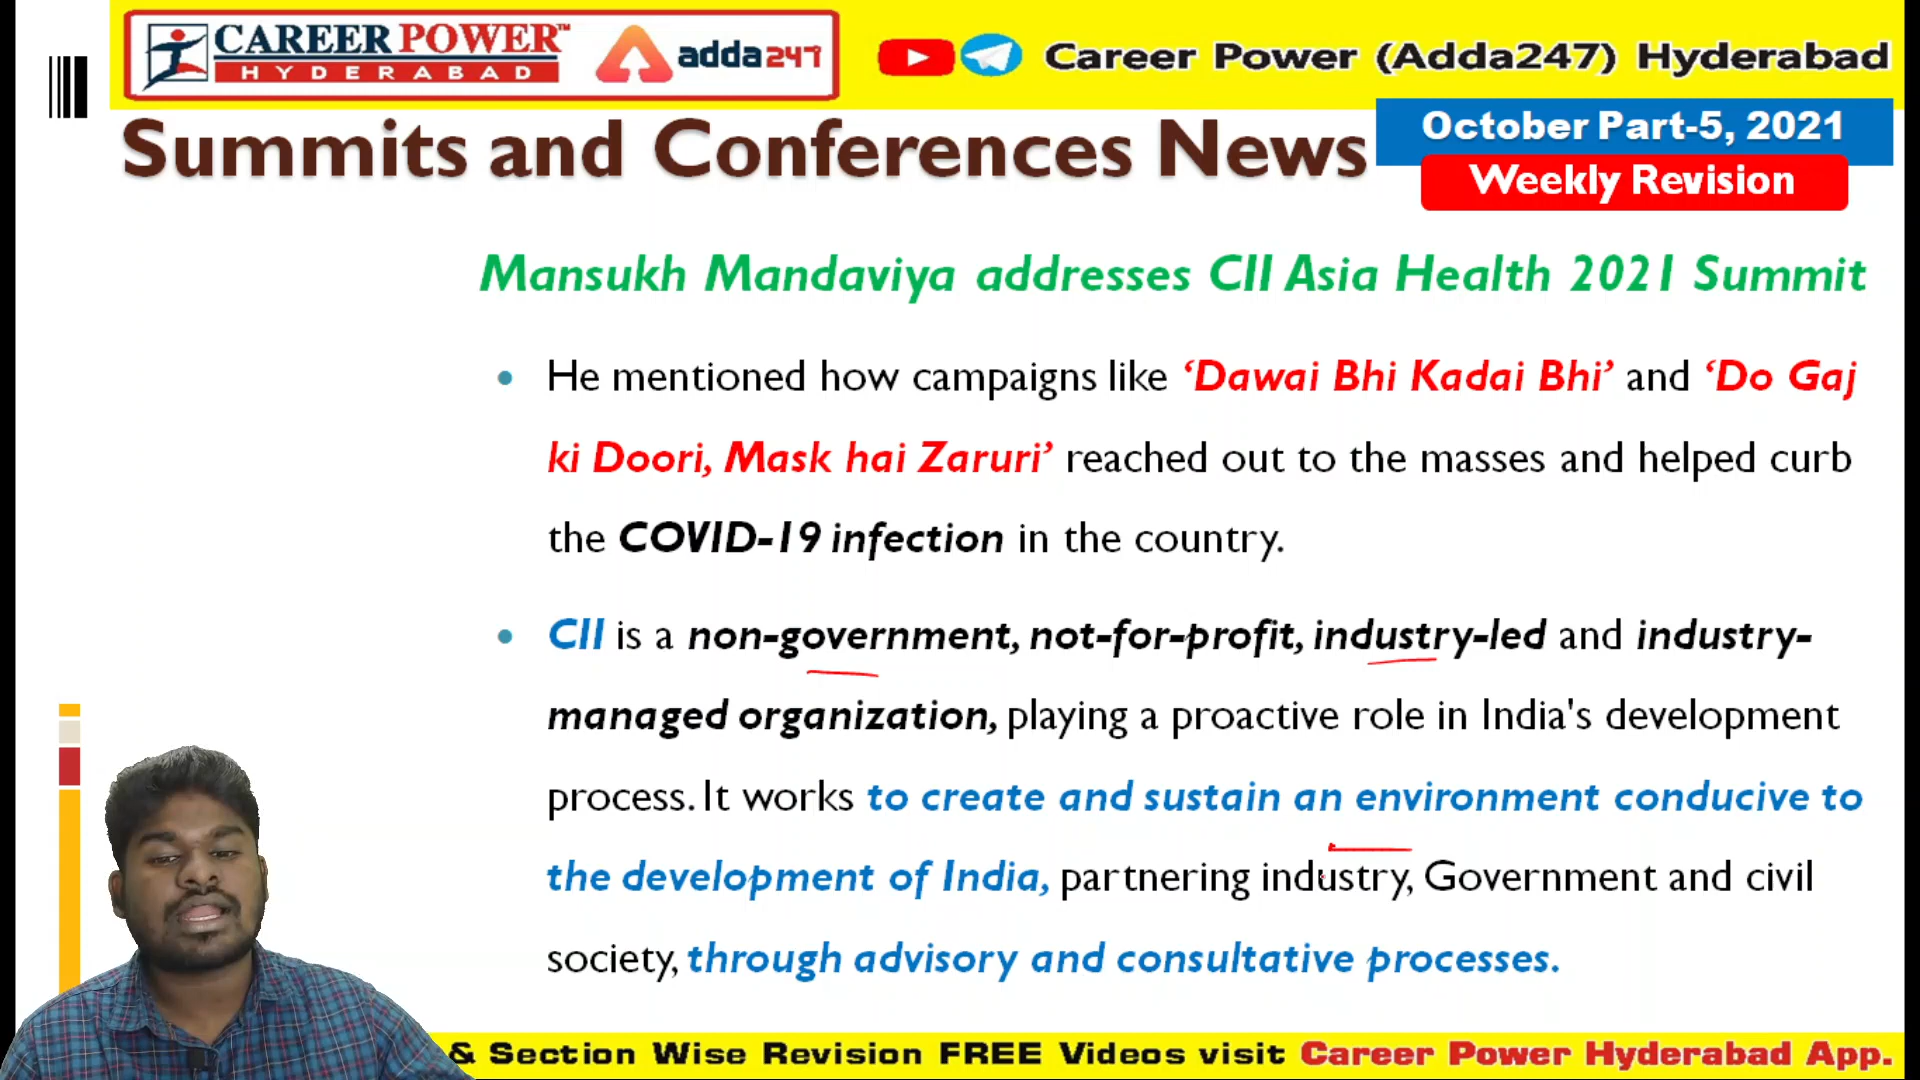 CAREER POWER™
HYDERABAD
adda247
Career Power (Adda247) Hyderabad
Summits and Conferences News
October Part-5, 2021
Weekly Revision
Mansukh Mandaviya addresses CII Asia Health 2021 Summit
• He mentioned how campaigns like ‘Dawai Bhi Kadai Bhi’ and ‘Do Gaj
ki Doori, Mask hai Zaruri’ reached out to the masses and helped curb
the COVID-19 infection in the country.
• CII is a non-government, not-for-profit, industry-led and industry-
managed organization, playing a proactive role in India's development
process. It works to create and sustain an environment conducive to
the development of India, partnering industry, Government and civil
society, through advisory and consultative processes.
& Section Wise Revision FREE Videos visit Career Power Hyderabad App.